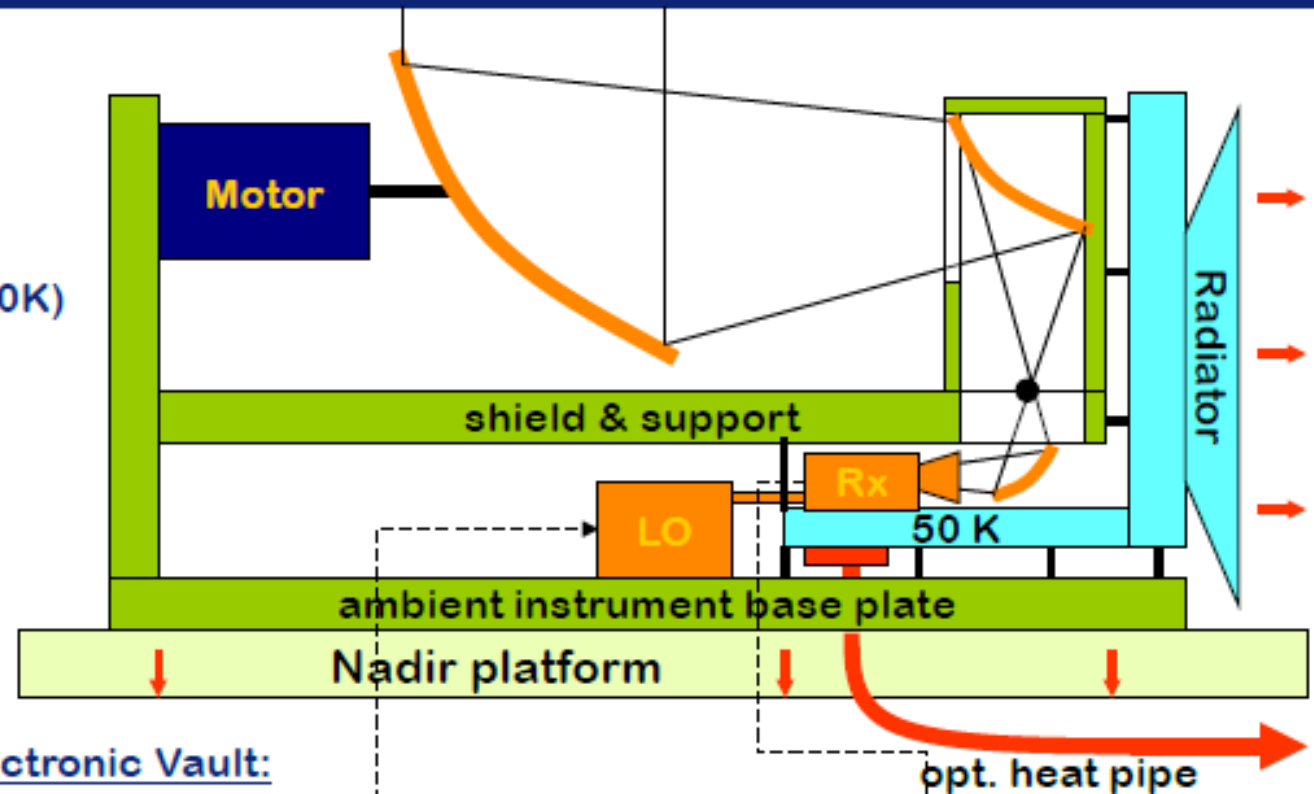 Motor
0K)
Radiator
shield & support
Rx
LO
50 K
ambient instrument base plate
Nadir platform
ctronic Vault:
opt. heat pipe